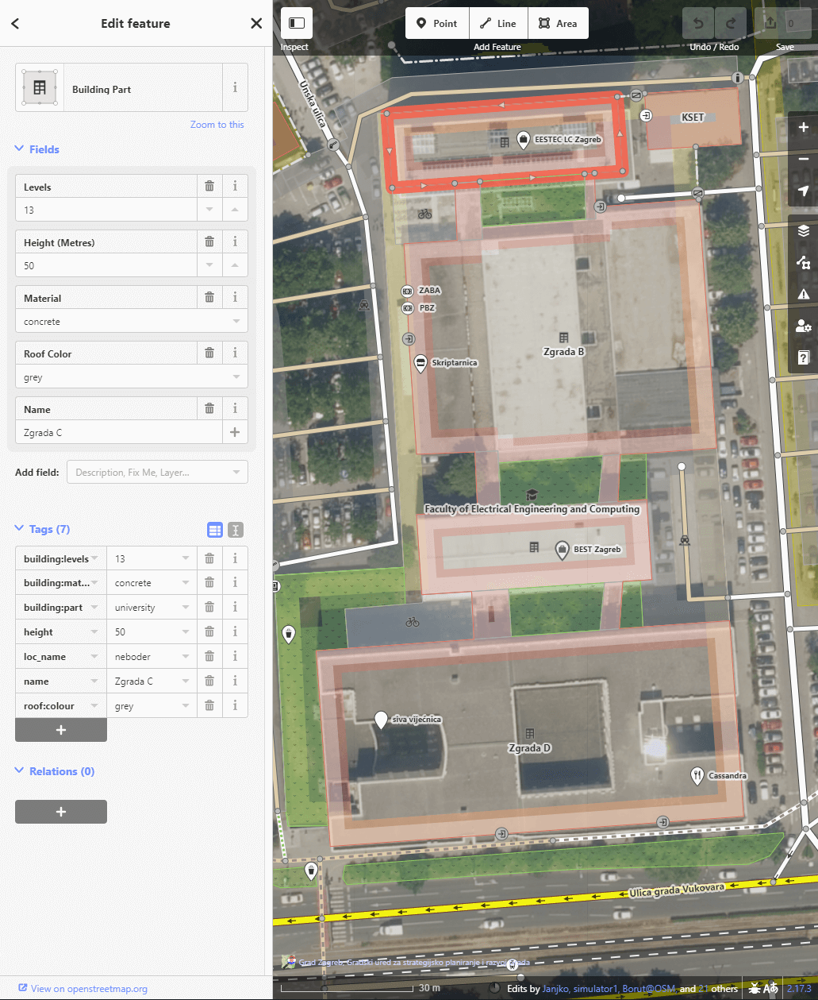 Edit feature
Building Part
Zoom to this
Fields
Levels
13
Height (Metres)
50
Material
concrete
Roof Color
grey
Name
Zgrada C
Add field:
Description, Fix Me, Layer...
Tags (7)
building:levels 13
building:mat... concrete
building:part university
height 50
loc_name neboder
name Zgrada C
roof:colour grey
Relations (0)
View on openstreetmap.org
Inspect
Point
Line
Area
Add Feature
Undo / Redo
0
Save
Unska ulica
KSET
EESTEC LC Zagreb
ZABA
PBZ
Zgrada B
Skriptarnica
Faculty of Electrical Engineering and Computing
BEST Zagreb
siva vijećnica
Zgrada D
Cassandra
Ulica grada Vukovara
Grad Zagreb, Gradski ured za strategijsko planiranje i razvoj Grada
30 m
Edits by Janjko, simulator1, Borut@OSM, and 21 others
2.17.3